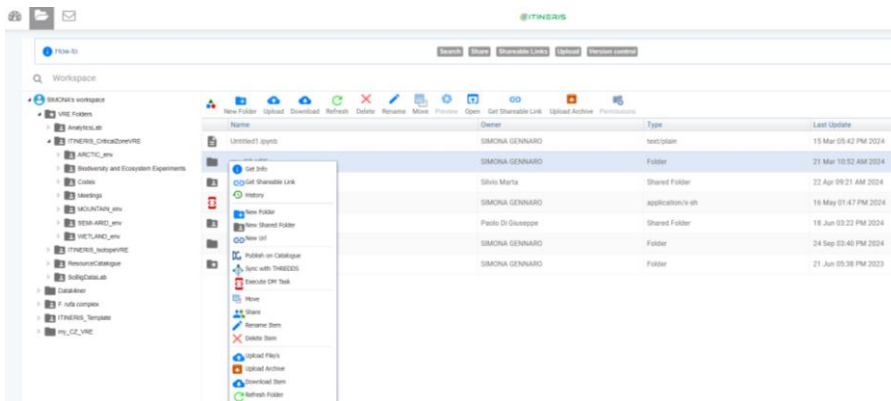 ITINERIS
How-to
Search Share Shareable Links Upload Version control
Workspace
SIMONA's workspace
VRE Folders
AnalyticsLab
ITINERIS_CriticalZoneVRE
ARCTIC_env
Biodiversity and Ecosystem Experiments
Codes
Meetings
MOUNTAIN_env
SEMI-ARID_env
WETLAND_env
ITINERIS_IsotopeVRE
ResourceCatalogue
SoBigDataLab
DataMiner
F. rufa complex
ITINERIS_Template
my_CZ_VRE
New Folder Upload Download Refresh Delete Rename Move Preview Open Get Shareable Link Upload Archive Permissions
Name Owner Type Last Update
Untitled1.ipynb SIMONA GENNARO text/plain 15 Mar 05:42 PM 2024
SIMONA GENNARO Folder 21 Mar 10:52 AM 2024
Silvio Marta Shared Folder 22 Apr 09:21 AM 2024
SIMONA GENNARO application/x-sh 16 May 01:47 PM 2024
Paolo Di Giuseppe Shared Folder 18 Jun 03:22 PM 2024
SIMONA GENNARO Folder 24 Sep 03:40 PM 2024
SIMONA GENNARO Folder 21 Jun 05:38 PM 2023
Get Info
Get Shareable Link
History
New Folder
New Shared Folder
New Url
Publish on Catalogue
Sync with THREDDS
Execute DM Task
Move
Share
Rename Item
Delete Item
Upload File/s
Upload Archive
Download Item
Refresh Folder